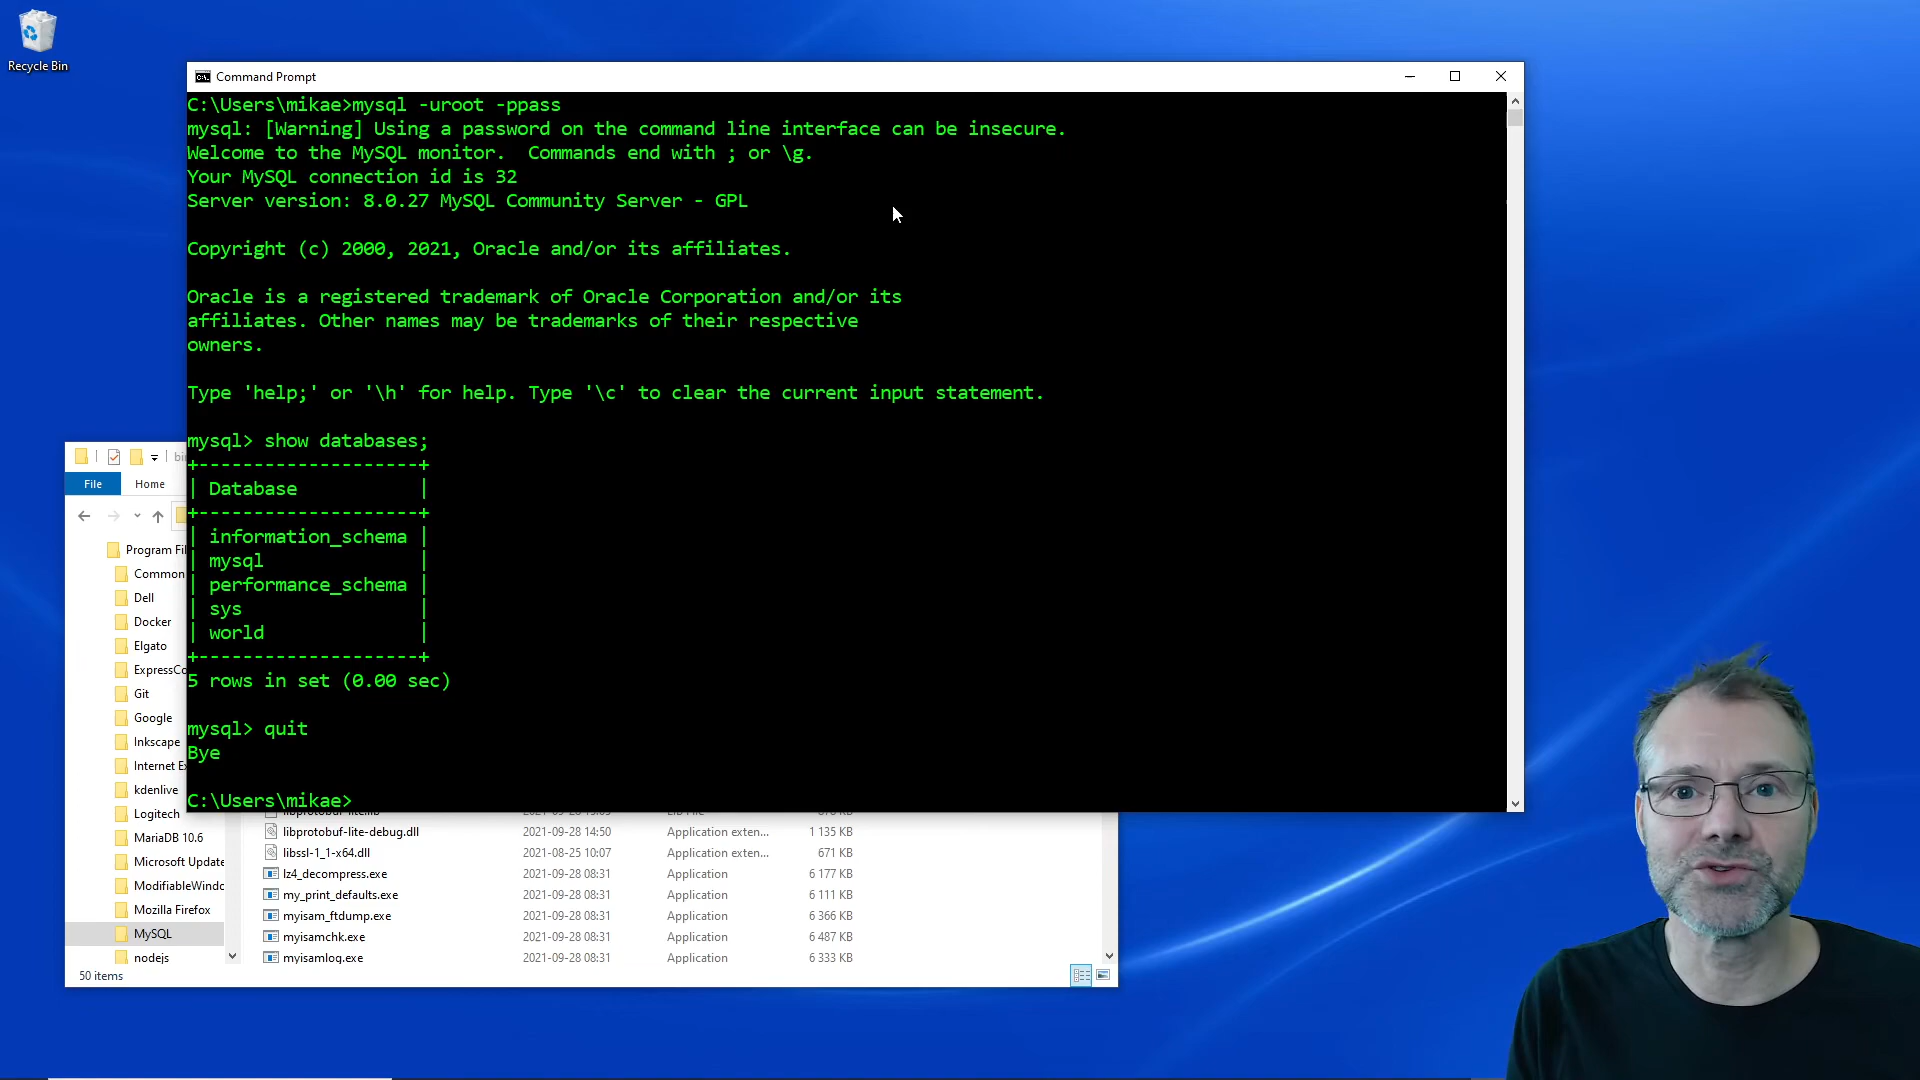 Recycle Bin
Command Prompt
C:\Users\mikae>mysql -uroot -ppass
mysql: [Warning] Using a password on the command line interface can be insecure.
Welcome to the MySQL monitor.  Commands end with ; or \g.
Your MySQL connection id is 32
Server version: 8.0.27 MySQL Community Server - GPL
Copyright (c) 2000, 2021, Oracle and/or its affiliates.
Oracle is a registered trademark of Oracle Corporation and/or its
affiliates. Other names may be trademarks of their respective
owners.
Type 'help;' or '\h' for help. Type '\c' to clear the current input statement.
mysql> show databases;
+--------------------+
| Database           |
+--------------------+
| information_schema |
| mysql              |
| performance_schema |
| sys                |
| world              |
+--------------------+
5 rows in set (0.00 sec)
mysql> quit
Bye
C:\Users\mikae>
File Home
Program Fil
Common
Dell
Docker
Elgato
ExpressCo
Git
Google
Inkscape
Internet Ex
kdenlive
Logitech
MariaDB 10.6
Microsoft Update
ModifiableWindo
Mozilla Firefox
MySQL
nodejs
libprotobuf-lite-debug.dll 2021-09-28 14:50 Application exten... 1 135 KB
libssl-1_1-x64.dll 2021-08-25 10:07 Application exten... 671 KB
lz4_decompress.exe 2021-09-28 08:31 Application 6 177 KB
my_print_defaults.exe 2021-09-28 08:31 Application 6 111 KB
myisam_ftdump.exe 2021-09-28 08:31 Application 6 366 KB
myisamchk.exe 2021-09-28 08:31 Application 6 487 KB
myisamlog.exe 2021-09-28 08:31 Application 6 333 KB
50 items